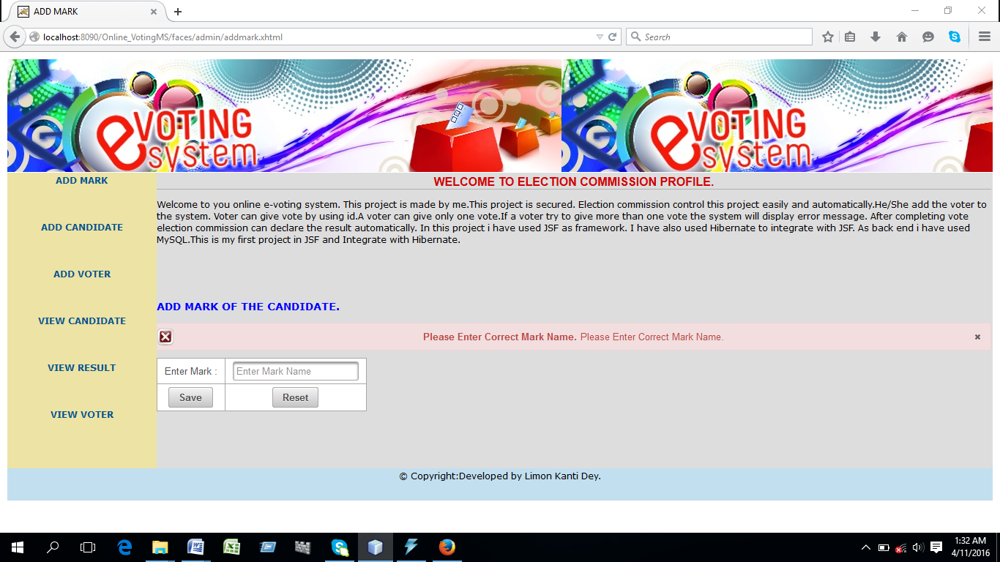 ADD MARK
localhost:8090/Online_VotingMS/faces/admin/addmark.xhtml
Search
eVOTING
system
eVOTING
system
ADD MARK
ADD CANDIDATE
ADD VOTER
VIEW CANDIDATE
VIEW RESULT
VIEW VOTER
WELCOME TO ELECTION COMMISSION PROFILE.
Welcome to you online e-voting system. This project is made by me.This project is secured. Election commission control this project easily and automatically.He/She add the voter to
the system. Voter can give vote by using id.A voter can give only one vote.If a voter try to give more than one vote the system will display error message. After completing vote
election commission can declare the result automatically. In this project i have used JSF as framework. I have also used Hibernate to integrate with JSF. As back end i have used
MySQL.This is my first project in JSF and Integrate with Hibernate.
ADD MARK OF THE CANDIDATE.
Please Enter Correct Mark Name. Please Enter Correct Mark Name.
Enter Mark : Enter Mark Name
Save Reset
© Copyright:Developed by Limon Kanti Dey.
1:32 AM
4/11/2016